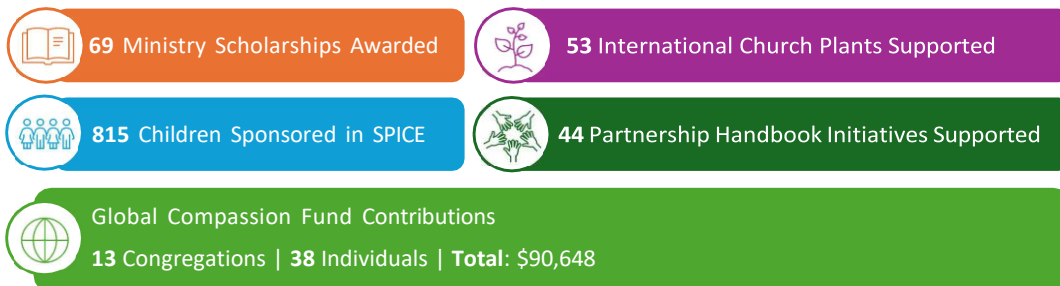 69 Ministry Scholarships Awarded
53 International Church Plants Supported
815 Children Sponsored in SPICE
44 Partnership Handbook Initiatives Supported
Global Compassion Fund Contributions
13 Congregations | 38 Individuals | Total: $90,648